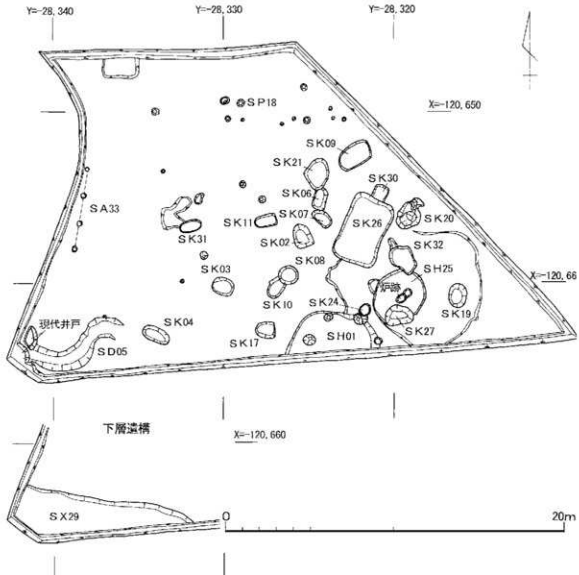 Y=-28,340
Y=-28,330
Y=-28,320
X=-120,650
SP18
SK09
SK21
SK30
SK06
SA33
SK07
SK20
SK11
SK26
SK31
SK02
SK32
SK08
SH25
SK03
炉跡
SK10
SK24
SK19
現代井戸
SK04
SK27
SD05
SK17
SH01
下層遺構
X=-120,660
SX29
0
20m